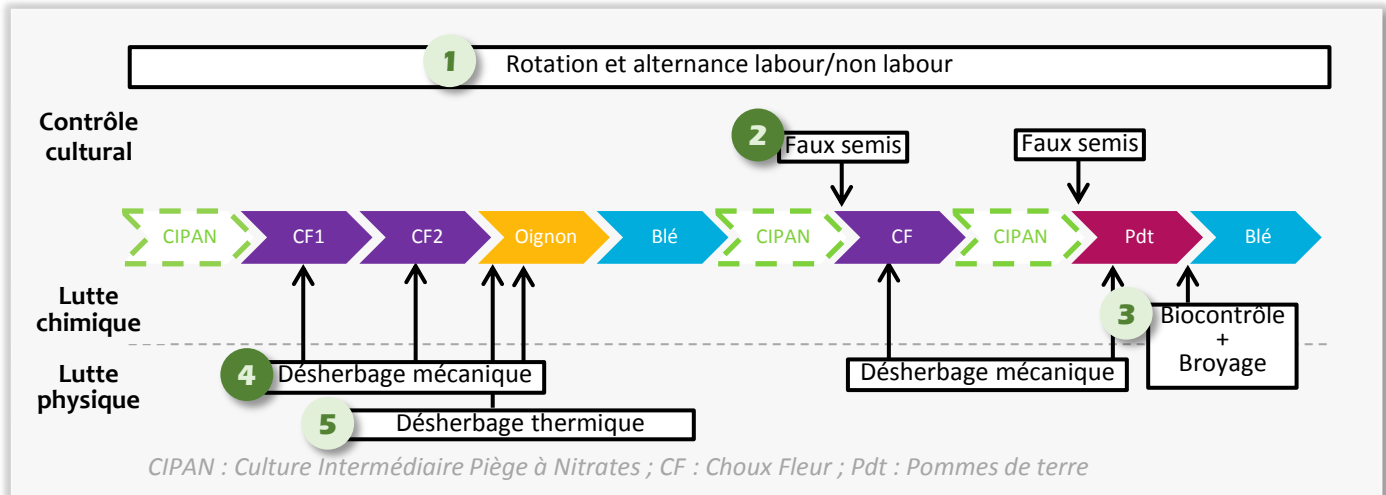 1 Rotation et alternance labour/non labour
Contrôle
cultural
2 Faux semis
Faux semis
CIPAN CF1 CF2 Oignon Blé CIPAN CF CIPAN Pdt Blé
Lutte
chimique
3 Biocontrôle
+
Broyage
4 Désherbage mécanique
Désherbage mécanique
Lutte
physique
5 Désherbage thermique
CIPAN : Culture Intermédiaire Piège à Nitrates ; CF : Choux Fleur ; Pdt : Pommes de terre